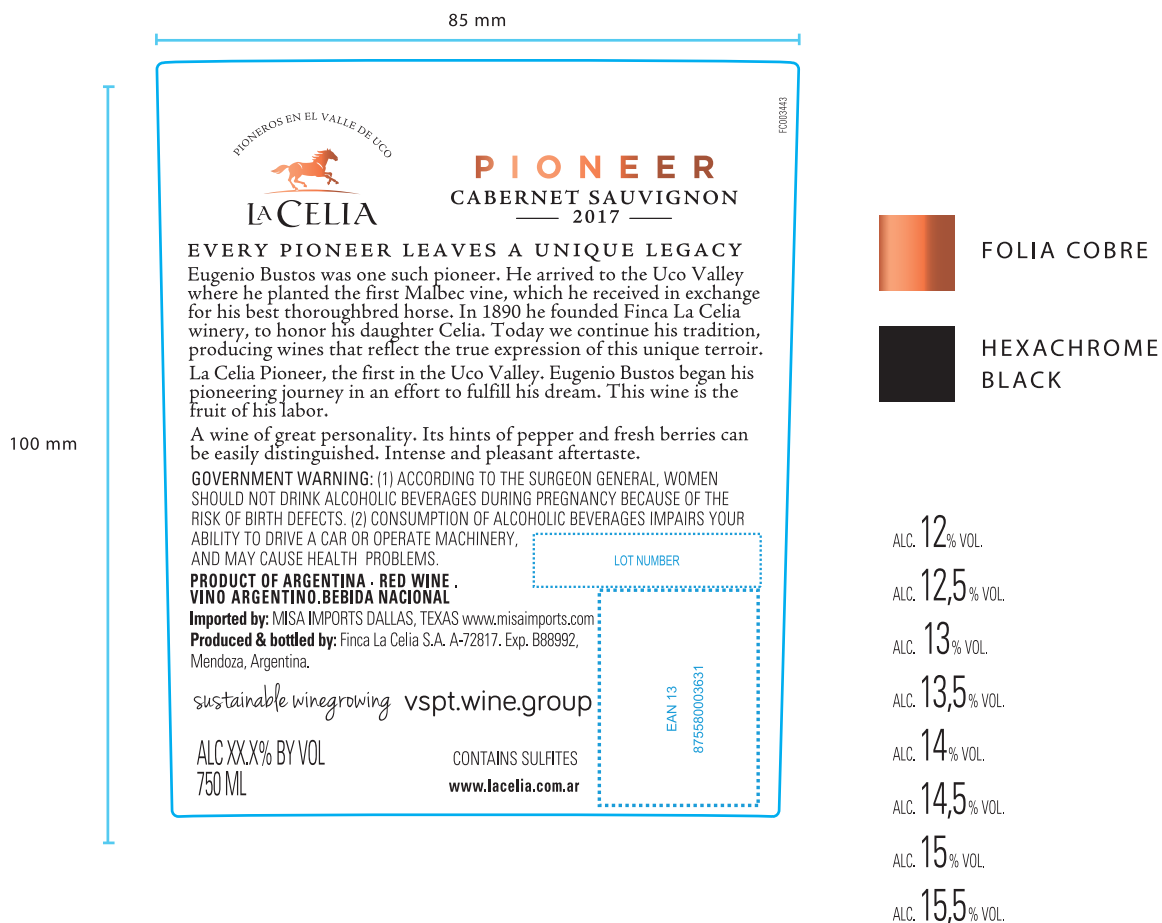 85 mm
100 mm
FC003443
PIONEROS EN EL VALLE DE UCO
LA CELIA
PIONEER
CABERNET SAUVIGNON
2017
EVERY PIONEER LEAVES A UNIQUE LEGACY
Eugenio Bustos was one such pioneer. He arrived to the Uco Valley
where he planted the first Malbec vine, which he received in exchange
for his best thoroughbred horse. In 1890 he founded Finca La Celia
winery, to honor his daughter Celia. Today we continue his tradition,
producing wines that reflect the true expression of this unique terroir.
La Celia Pioneer, the first in the Uco Valley. Eugenio Bustos began his
pioneering journey in an effort to fulfill his dream. This wine is the
fruit of his labor.
A wine of great personality. Its hints of pepper and fresh berries can
be easily distinguished. Intense and pleasant aftertaste.
GOVERNMENT WARNING: (1) ACCORDING TO THE SURGEON GENERAL, WOMEN
SHOULD NOT DRINK ALCOHOLIC BEVERAGES DURING PREGNANCY BECAUSE OF THE
RISK OF BIRTH DEFECTS. (2) CONSUMPTION OF ALCOHOLIC BEVERAGES IMPAIRS YOUR
ABILITY TO DRIVE A CAR OR OPERATE MACHINERY,
AND MAY CAUSE HEALTH PROBLEMS.
LOT NUMBER
PRODUCT OF ARGENTINA · RED WINE .
VINO ARGENTINO.BEBIDA NACIONAL
Imported by: MISA IMPORTS DALLAS, TEXAS www.misaimports.com
Produced & bottled by: Finca La Celia S.A. A-72817. Exp. B88992,
Mendoza, Argentina.
sustainable winegrowing vspt.wine.group
EAN 13
875580003631
ALC XX.X% BY VOL
750 ML
CONTAINS SULFITES
www.lacelia.com.ar
FOLIA COBRE
HEXACHROME
BLACK
ALC. 12% VOL.
ALC. 12,5% VOL.
ALC. 13% VOL.
ALC. 13,5% VOL.
ALC. 14% VOL.
ALC. 14,5% VOL.
ALC. 15% VOL.
ALC. 15,5% VOL.